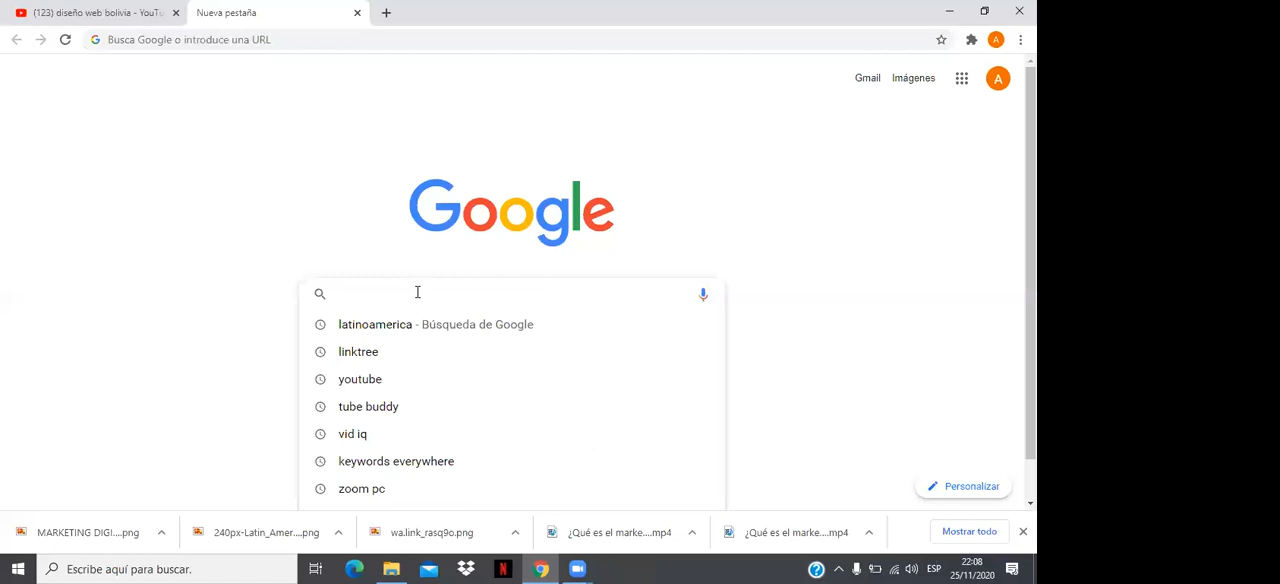 (123) diseño web bolivia - YouTu
Nueva pestaña
Busca Google o introduce una URL
A
Gmail
Imágenes
A
Google
latinoamerica - Búsqueda de Google
linktree
youtube
tube buddy
vid iq
keywords everywhere
zoom pc
Personalizar
MARKETING DIGI....png
240px-Latin_Amer....png
wa.link_rasq9o.png
¿Qué es el marke....mp4
¿Qué es el marke....mp4
Mostrar todo
Escribe aquí para buscar.
N
ESP
22:08
25/11/2020